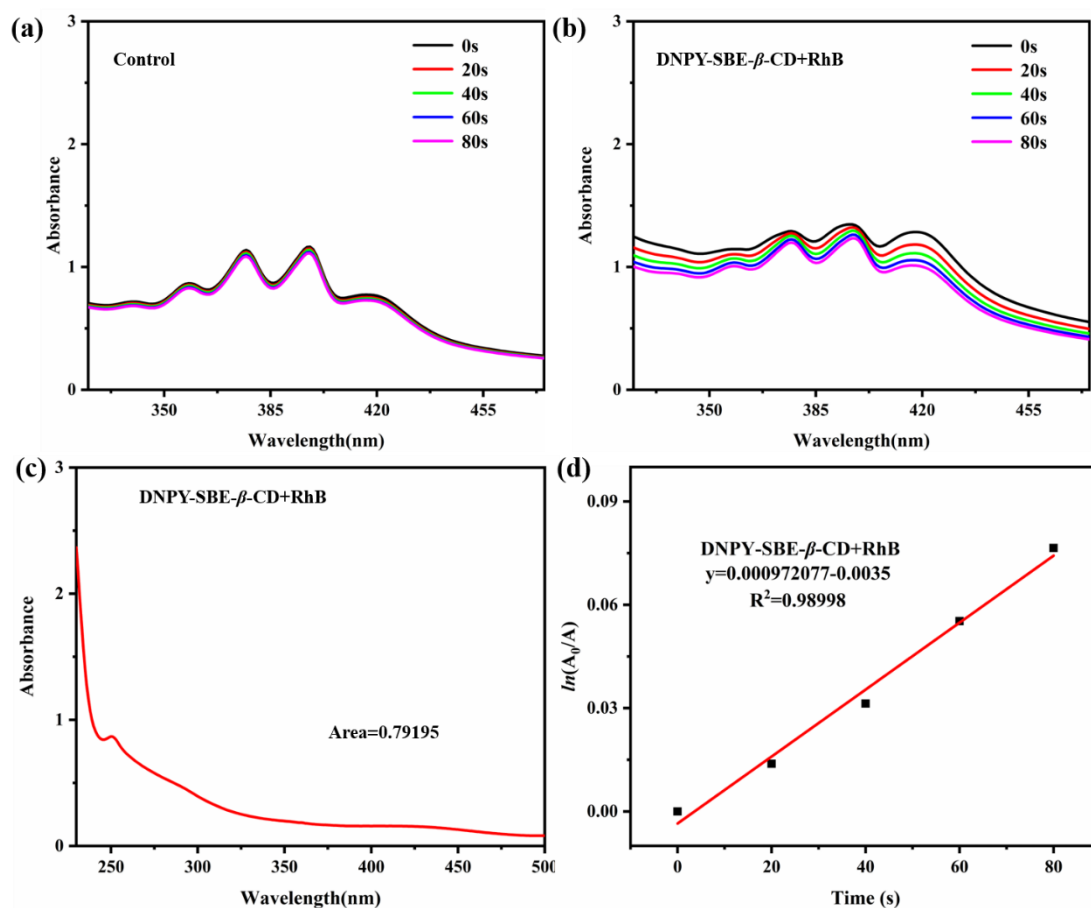 (a)
Control
0s
20s
40s
60s
80s
3
2
1
0
Absorbance
350
385
420
455
Wavelength(nm)
(b)
DNPY-SBE-β-CD+RhB
0s
20s
40s
60s
80s
3
2
1
0
Absorbance
350
385
420
455
Wavelength(nm)
(c)
DNPY-SBE-β-CD+RhB
Area=0.79195
3
2
1
0
Absorbance
250
300
350
400
450
500
Wavelength(nm)
(d)
DNPY-SBE-β-CD+RhB
y=0.000972077-0.0035
R²=0.98998
0.09
0.06
0.03
0.00
ln(A₀/A)
0
20
40
60
80
Time (s)